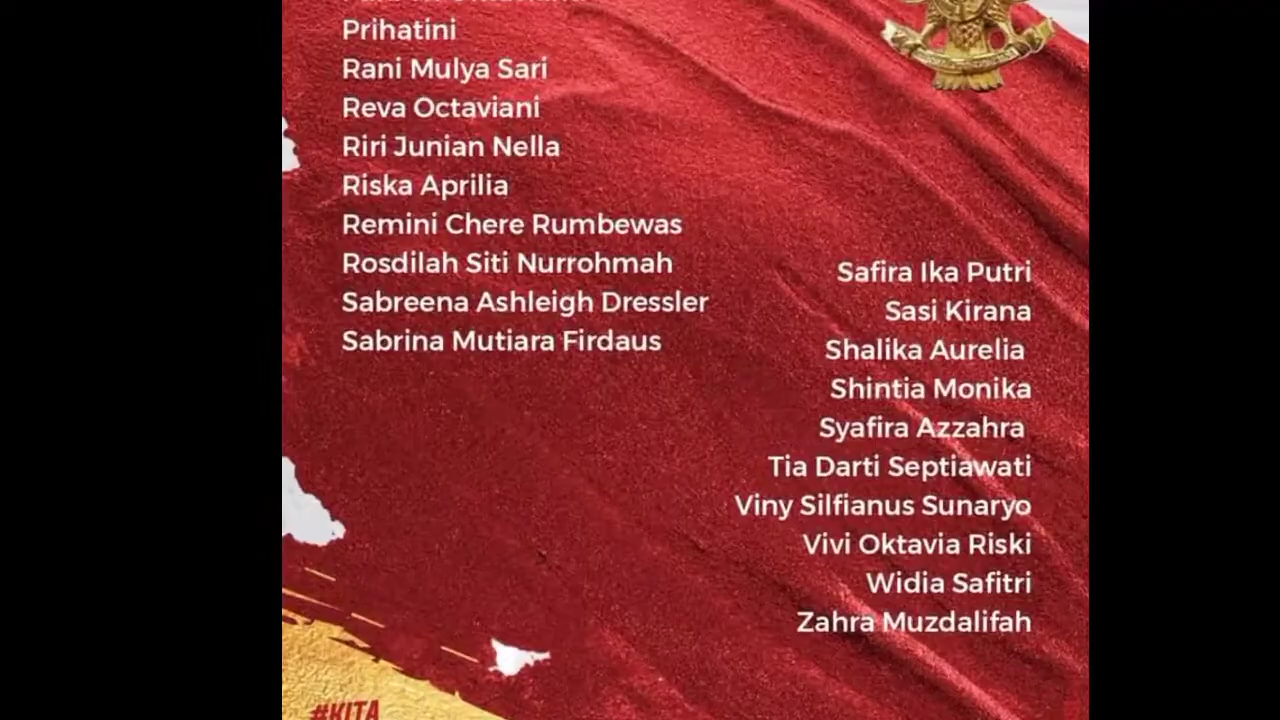 Prihatini
Rani Mulya Sari
Reva Octaviani
Riri Junian Nella
Riska Aprilia
Remini Chere Rumbewas
Rosdilah Siti Nurrohmah
Sabreena Ashleigh Dressler
Sabrina Mutiara Firdaus
Safira Ika Putri
Sasi Kirana
Shalika Aurelia
Shintia Monika
Syafira Azzahra
Tia Darti Septiawati
Viny Silfianus Sunaryo
Vivi Oktavia Riski
Widia Safitri
Zahra Muzdalifah
#KITA